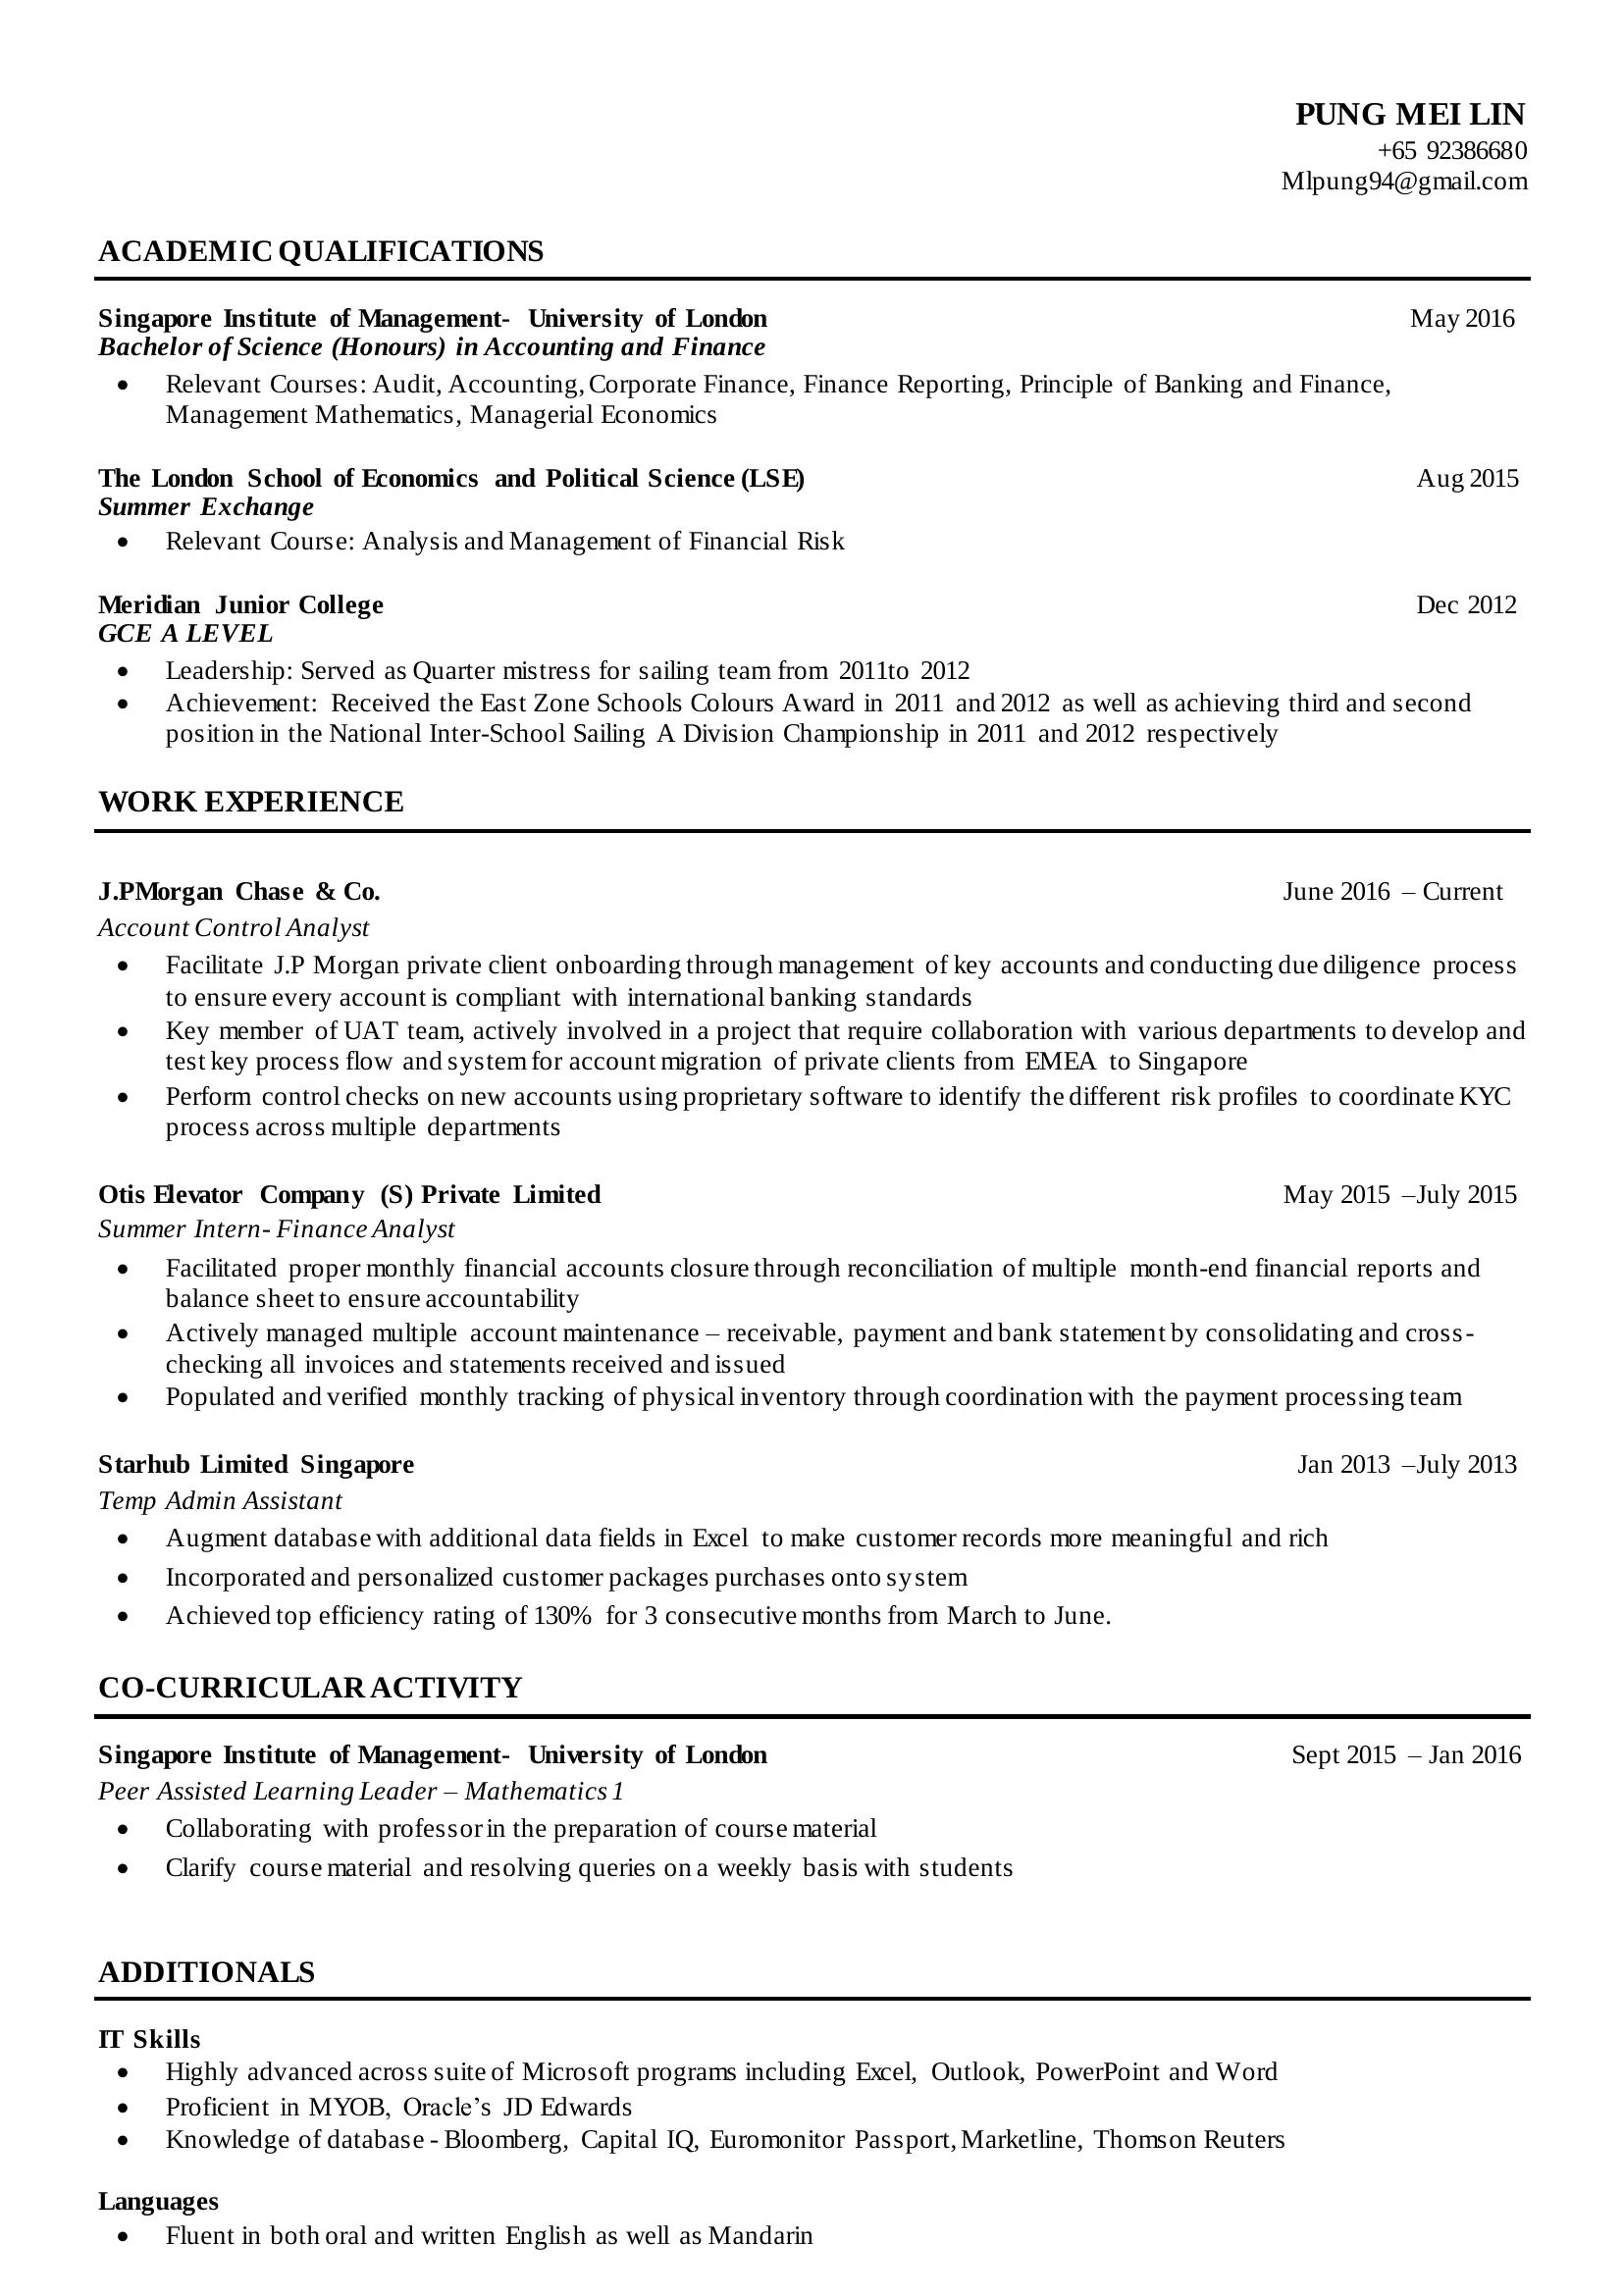 PUNG MEI LIN
+65 92386680
Mlpung94@gmail.com
ACADEMIC QUALIFICATIONS
Singapore Institute of Management- University of London May 2016
Bachelor of Science (Honours) in Accounting and Finance
• Relevant Courses: Audit, Accounting, Corporate Finance, Finance Reporting, Principle of Banking and Finance,
Management Mathematics, Managerial Economics
The London School of Economics and Political Science (LSE) Aug 2015
Summer Exchange
• Relevant Course: Analysis and Management of Financial Risk
Meridian Junior College Dec 2012
GCE A LEVEL
• Leadership: Served as Quarter mistress for sailing team from 2011to 2012
• Achievement: Received the East Zone Schools Colours Award in 2011 and 2012 as well as achieving third and second
position in the National Inter-School Sailing A Division Championship in 2011 and 2012 respectively
WORK EXPERIENCE
J.PMorgan Chase & Co. June 2016 – Current
Account Control Analyst
• Facilitate J.P Morgan private client onboarding through management of key accounts and conducting due diligence process
to ensure every account is compliant with international banking standards
• Key member of UAT team, actively involved in a project that require collaboration with various departments to develop and
test key process flow and system for account migration of private clients from EMEA to Singapore
• Perform control checks on new accounts using proprietary software to identify the different risk profiles to coordinate KYC
process across multiple departments
Otis Elevator Company (S) Private Limited May 2015 –July 2015
Summer Intern- Finance Analyst
• Facilitated proper monthly financial accounts closure through reconciliation of multiple month-end financial reports and
balance sheet to ensure accountability
• Actively managed multiple account maintenance – receivable, payment and bank statement by consolidating and cross-
checking all invoices and statements received and issued
• Populated and verified monthly tracking of physical inventory through coordination with the payment processing team
Starhub Limited Singapore Jan 2013 –July 2013
Temp Admin Assistant
• Augment database with additional data fields in Excel to make customer records more meaningful and rich
• Incorporated and personalized customer packages purchases onto system
• Achieved top efficiency rating of 130% for 3 consecutive months from March to June.
CO-CURRICULAR ACTIVITY
Singapore Institute of Management- University of London Sept 2015 – Jan 2016
Peer Assisted Learning Leader – Mathematics 1
• Collaborating with professor in the preparation of course material
• Clarify course material and resolving queries on a weekly basis with students
ADDITIONALS
IT Skills
• Highly advanced across suite of Microsoft programs including Excel, Outlook, PowerPoint and Word
• Proficient in MYOB, Oracle’s JD Edwards
• Knowledge of database - Bloomberg, Capital IQ, Euromonitor Passport, Marketline, Thomson Reuters
Languages
• Fluent in both oral and written English as well as Mandarin